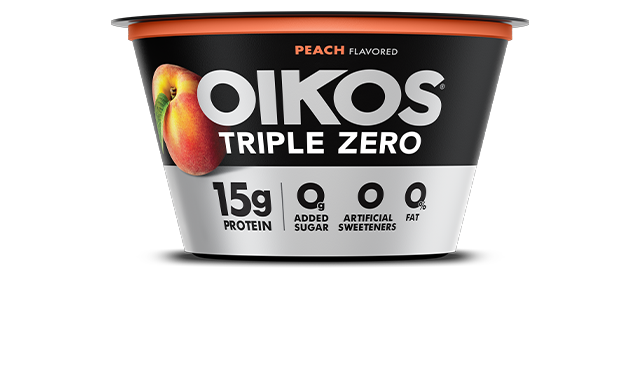 PEACH FLAVORED
OIKOS®
TRIPLE ZERO
15g PROTEIN
0g ADDED SUGAR
0 ARTIFICIAL SWEETENERS
0% FAT